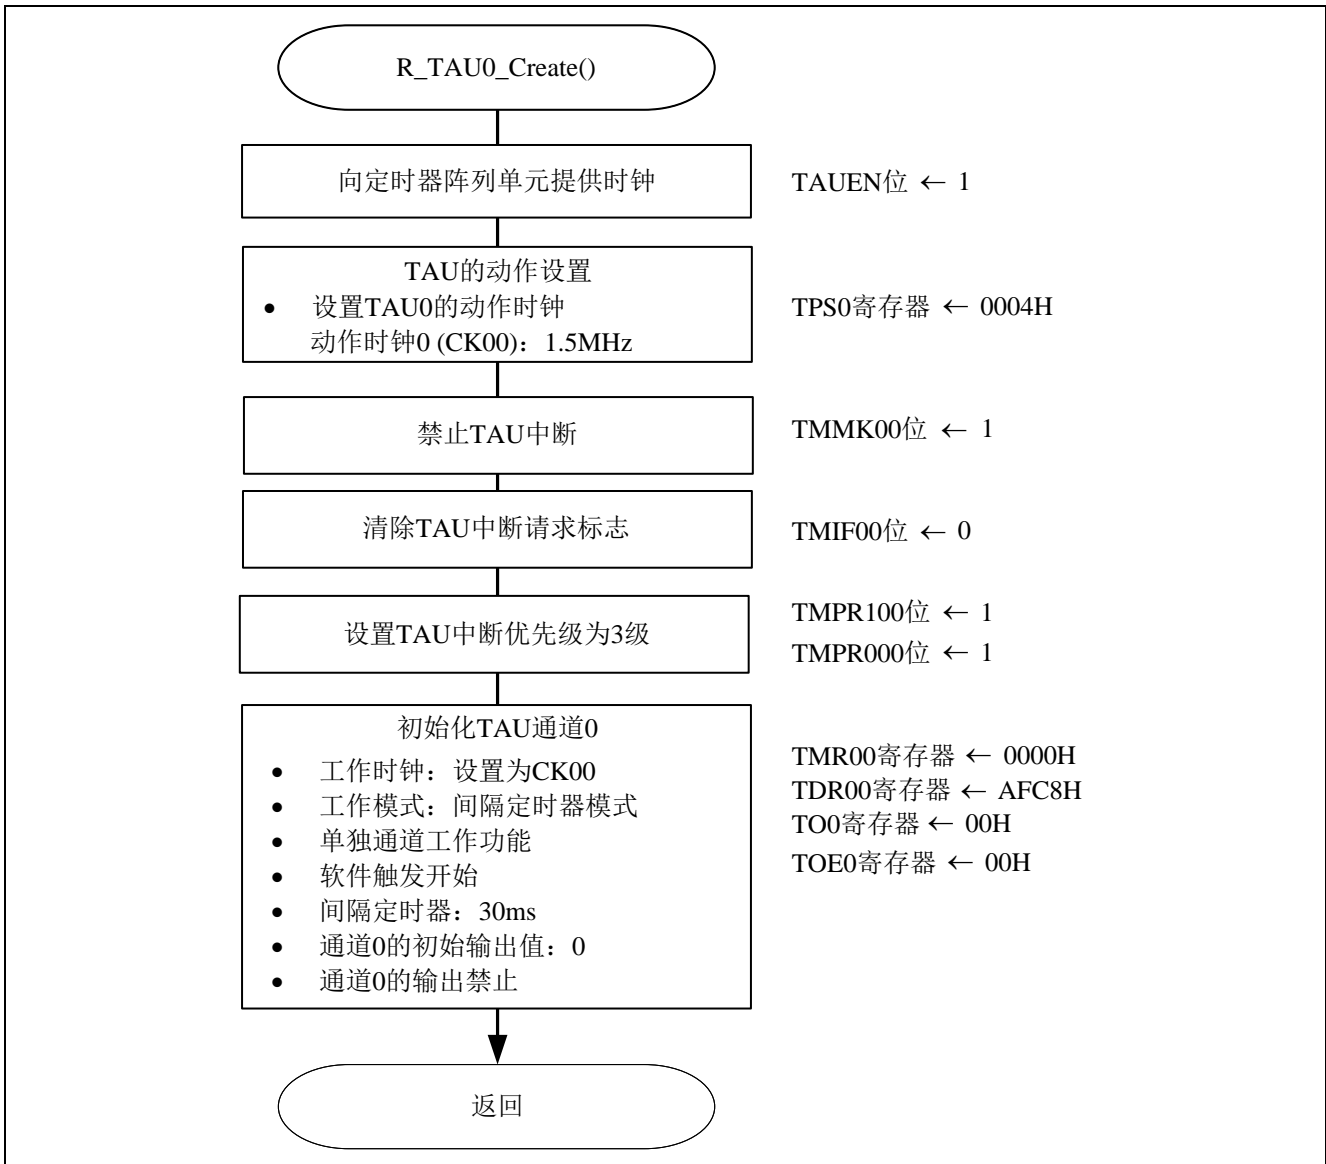 R_TAU0_Create()
向定时器阵列单元提供时钟
TAUEN位 ← 1
TAU的动作设置
• 设置TAU0的动作时钟
动作时钟0 (CK00)：1.5MHz
TPS0寄存器 ← 0004H
禁止TAU中断
TMMK00位 ← 1
清除TAU中断请求标志
TMIF00位 ← 0
设置TAU中断优先级为3级
TMPR100位 ← 1
TMPR000位 ← 1
初始化TAU通道0
• 工作时钟：设置为CK00
• 工作模式：间隔定时器模式
• 单独通道工作功能
• 软件触发开始
• 间隔定时器：30ms
• 通道0的初始输出值：0
• 通道0的输出禁止
TMR00寄存器 ← 0000H
TDR00寄存器 ← AFC8H
TO0寄存器 ← 00H
TOE0寄存器 ← 00H
返回